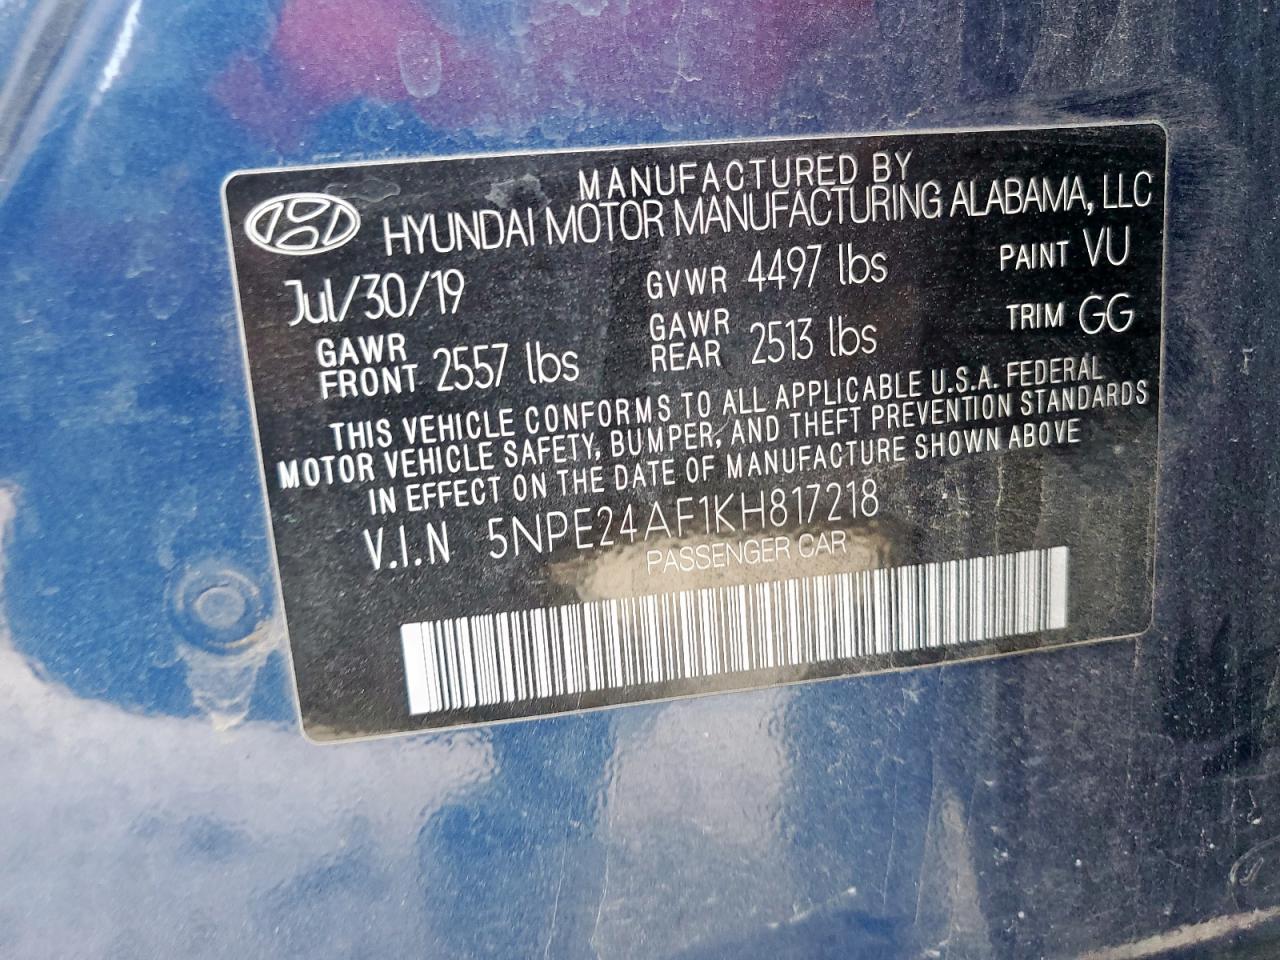 MANUFACTURED BY
HYUNDAI MOTOR MANUFACTURING ALABAMA, LLC
Jul/30/19 GVWR 4497 lbs PAINT VU
GAWR FRONT 2557 lbs GAWR REAR 2513 lbs TRIM GG
THIS VEHICLE CONFORMS TO ALL APPLICABLE U.S.A. FEDERAL
MOTOR VEHICLE SAFETY, BUMPER, AND THEFT PREVENTION STANDARDS
IN EFFECT ON THE DATE OF MANUFACTURE SHOWN ABOVE
V.I.N 5NPE24AF1KH817218
PASSENGER CAR